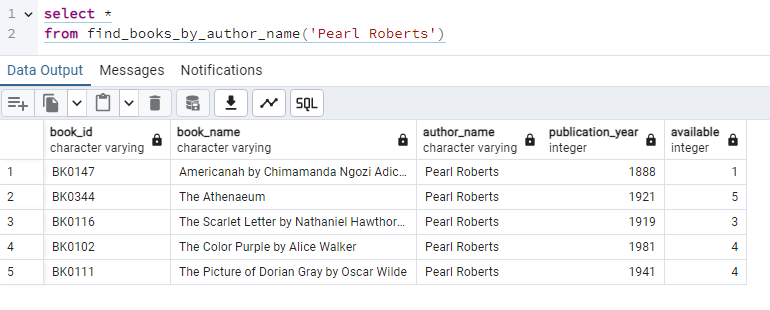 1 select *
2 from find_books_by_author_name('Pearl Roberts')
Data Output Messages Notifications
SQL
book_id book_name author_name publication_year available
character varying character varying character varying integer integer
1 BK0147 Americanah by Chimamanda Ngozi Adic... Pearl Roberts 1888 1
2 BK0344 The Athenaeum Pearl Roberts 1921 5
3 BK0116 The Scarlet Letter by Nathaniel Hawthor... Pearl Roberts 1919 3
4 BK0102 The Color Purple by Alice Walker Pearl Roberts 1981 4
5 BK0111 The Picture of Dorian Gray by Oscar Wilde Pearl Roberts 1941 4